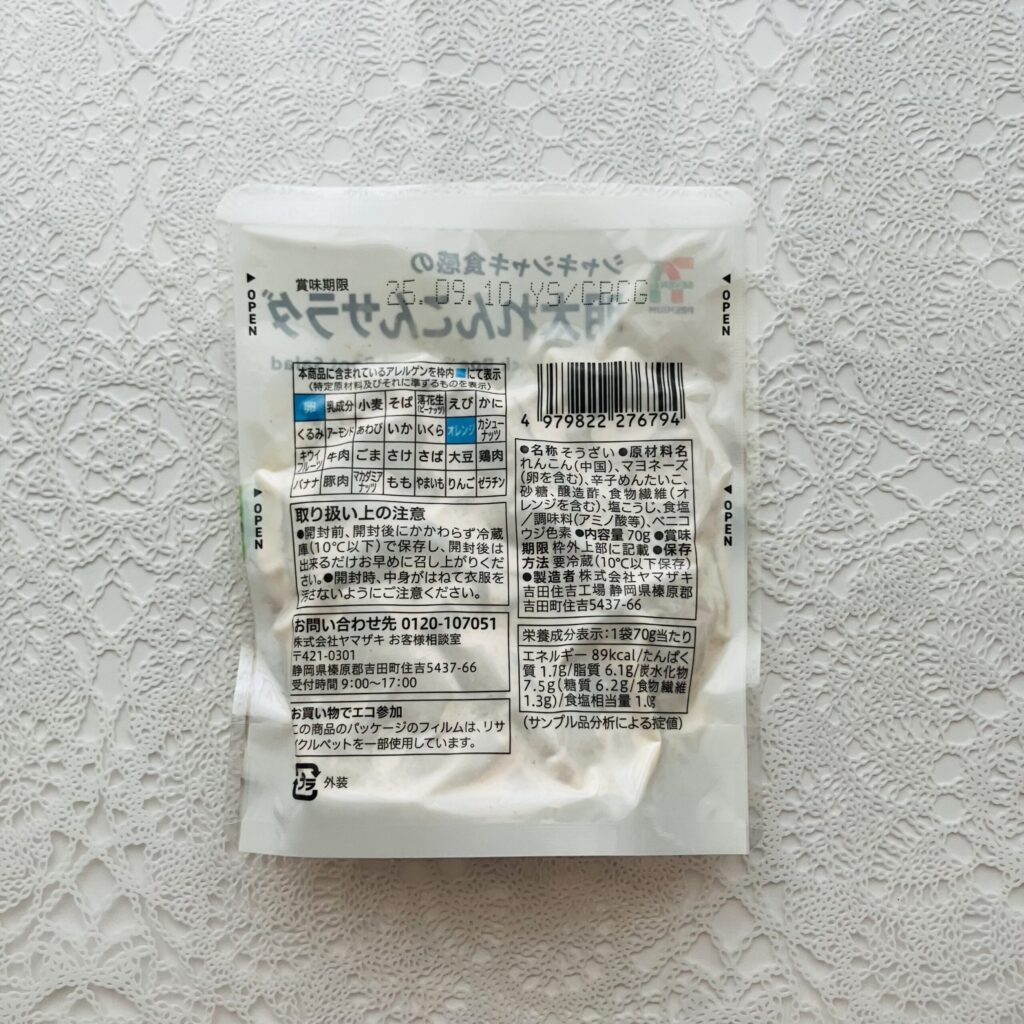 シャキシャキ食感の
明太れんこんサラダ
賞味期限 26.09.10 YS/CBCG
▶OPEN
◀OPEN
本商品に含まれているアレルゲンを枠内■にて表示
(特定原材料及びそれに準ずるものを表示)
卵 乳成分 小麦 そば 落花生(ピーナッツ) えび かに
くるみ アーモンド あわび いか いくら オレンジ カシューナッツ
キウイフルーツ 牛肉 ごま さけ さば 大豆 鶏肉
バナナ 豚肉 マカダミアナッツ もも やまいも りんご ゼラチン
▶OPEN
取り扱い上の注意
●開封前、開封後にかかわらず冷蔵
庫(10℃以下)で保存し、開封後は
出来るだけお早めに召し上がりくだ
さい。●開封時、中身がはねて衣服を
汚さないようにご注意ください。
お問い合わせ先 0120-107051
株式会社ヤマザキ お客様相談室
〒421-0301
静岡県榛原郡吉田町住吉5437-66
受付時間 9:00〜17:00
お買い物でエコ参加
この商品のパッケージのフィルムは、リサ
イクルペットを一部使用しています。
プラ 外装
4 979822 276794
●名称 そうざい ●原材料名
れんこん(中国)、マヨネーズ
(卵を含む)、辛子めんたいこ、
砂糖、醸造酢、食物繊維(オ
レンジを含む)、塩こうじ、食塩
/調味料(アミノ酸等)、ベニコ
ウジ色素 ●内容量 70g ●賞味
期限 枠外上部に記載 ●保存
方法 要冷蔵(10℃以下保存)
●製造者 株式会社ヤマザキ
吉田住吉工場 静岡県榛原郡
吉田町住吉5437-66
◀OPEN
栄養成分表示:1袋70g当たり
エネルギー 89kcal/たんぱく
質 1.7g/脂質 6.1g/炭水化物
7.5g(糖質 6.2g/食物繊維
1.3g)/食塩相当量 1.0g
(サンプル品分析による推定値)